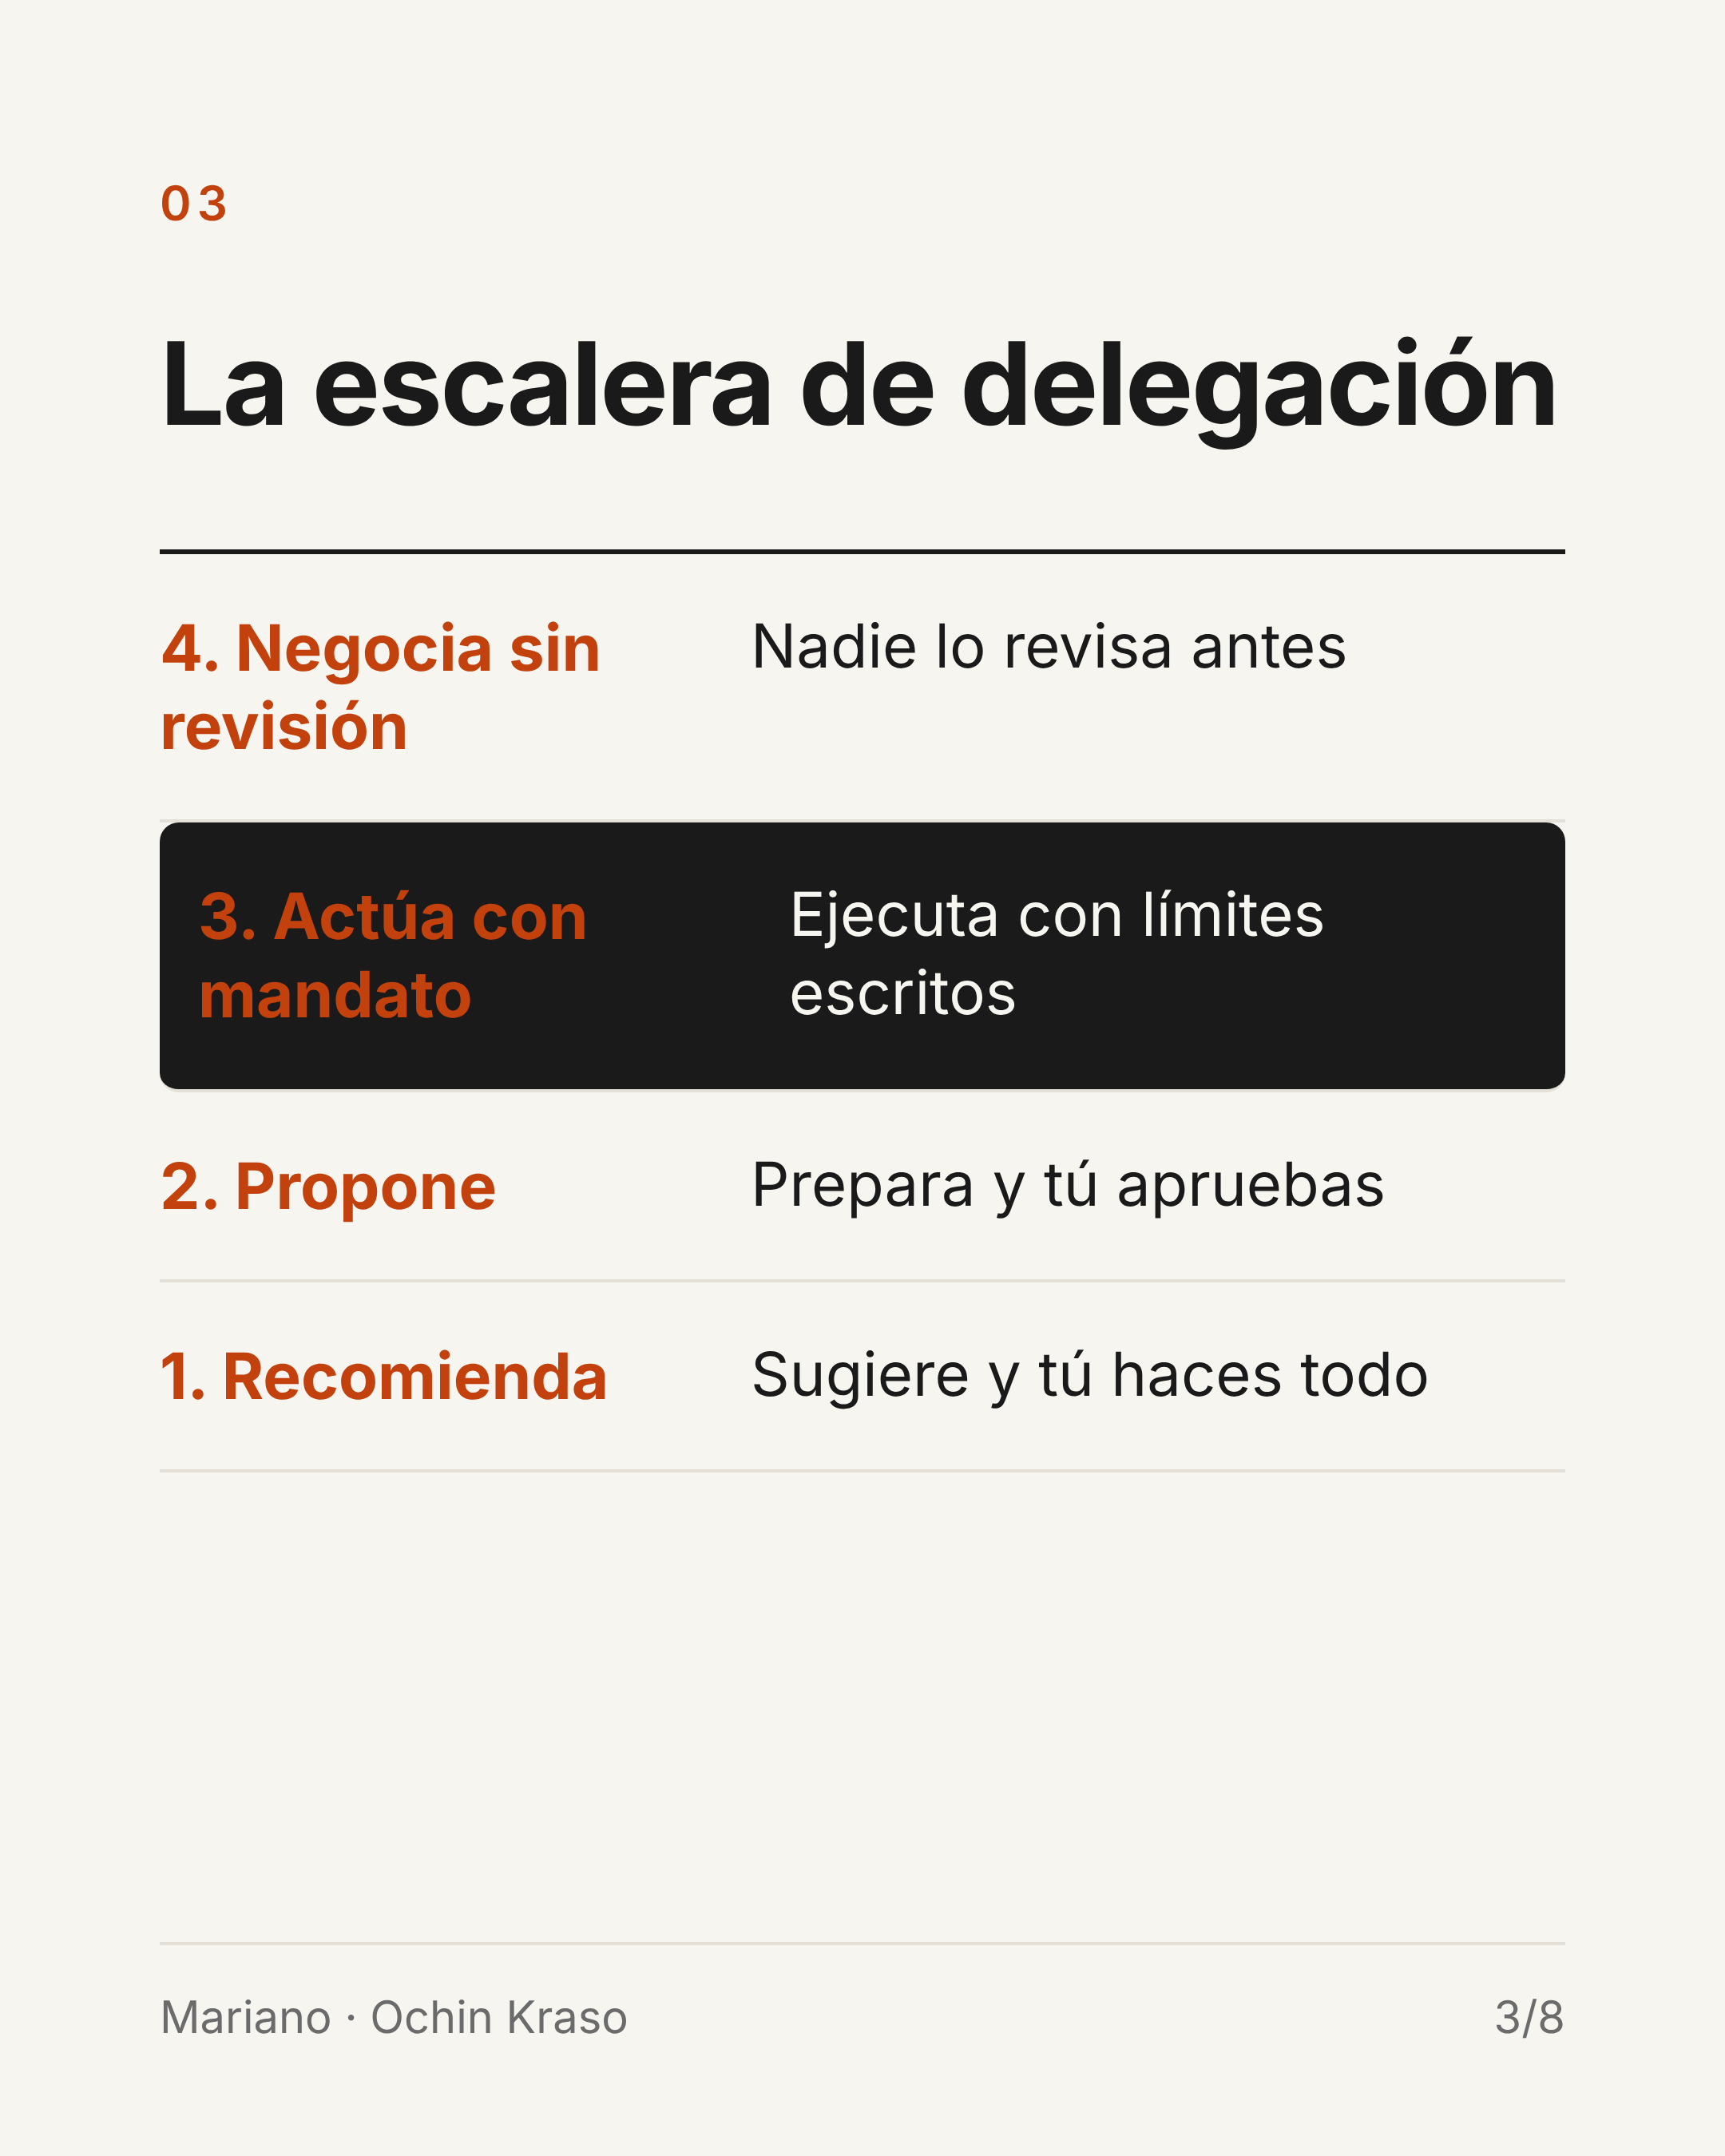 03
La escalera de delegación
4. Negocia sin
revisión
Nadie lo revisa antes
3. Actúa con
mandato
Ejecuta con límites
escritos
2. Propone
Prepara y tú apruebas
1. Recomienda
Sugiere y tú haces todo
Mariano · Ochin Kraso
3/8